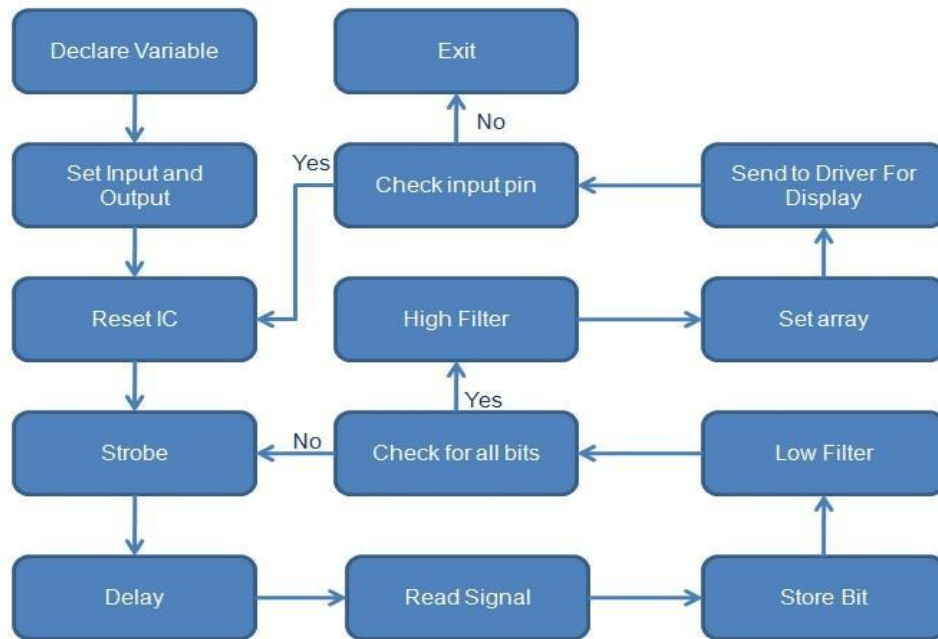 Declare Variable
Exit
No
Set Input and
Output
Yes
Check input pin
Send to Driver For
Display
Reset IC
High Filter
Set array
Yes
Strobe
No
Check for all bits
Low Filter
Delay
Read Signal
Store Bit